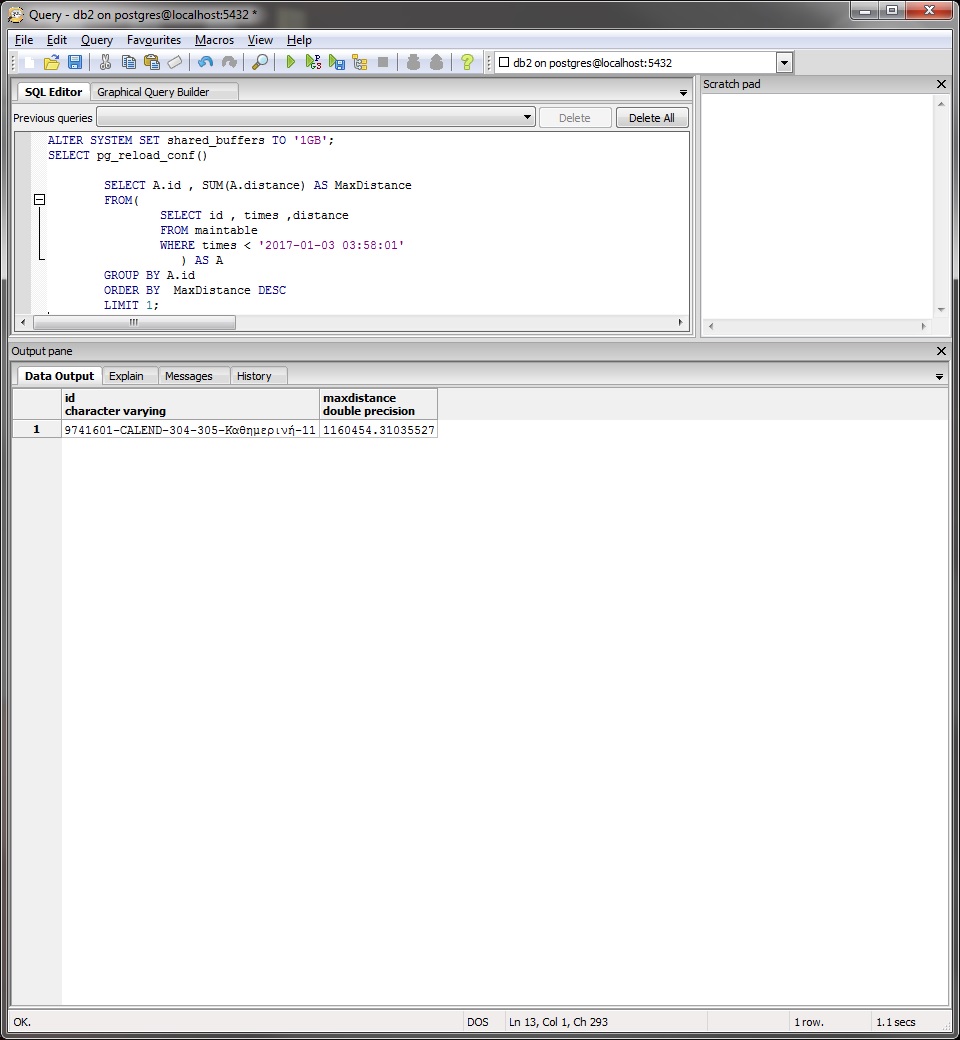 Query - db2 on postgres@localhost:5432 *
File Edit Query Favourites Macros View Help
db2 on postgres@localhost:5432
SQL Editor Graphical Query Builder
Scratch pad
Previous queries Delete Delete All
ALTER SYSTEM SET shared_buffers TO '1GB';
SELECT pg_reload_conf()
SELECT A.id , SUM(A.distance) AS MaxDistance
FROM(
SELECT id , times ,distance
FROM maintable
WHERE times < '2017-01-03 03:58:01'
) AS A
GROUP BY A.id
ORDER BY  MaxDistance DESC
LIMIT 1;
Output pane
Data Output Explain Messages History
id maxdistance
character varying double precision
1 9741601-CALEND-304-305-Καθημερινή-11 1160454.31035527
OK. DOS Ln 13, Col 1, Ch 293 1 row. 1.1 secs